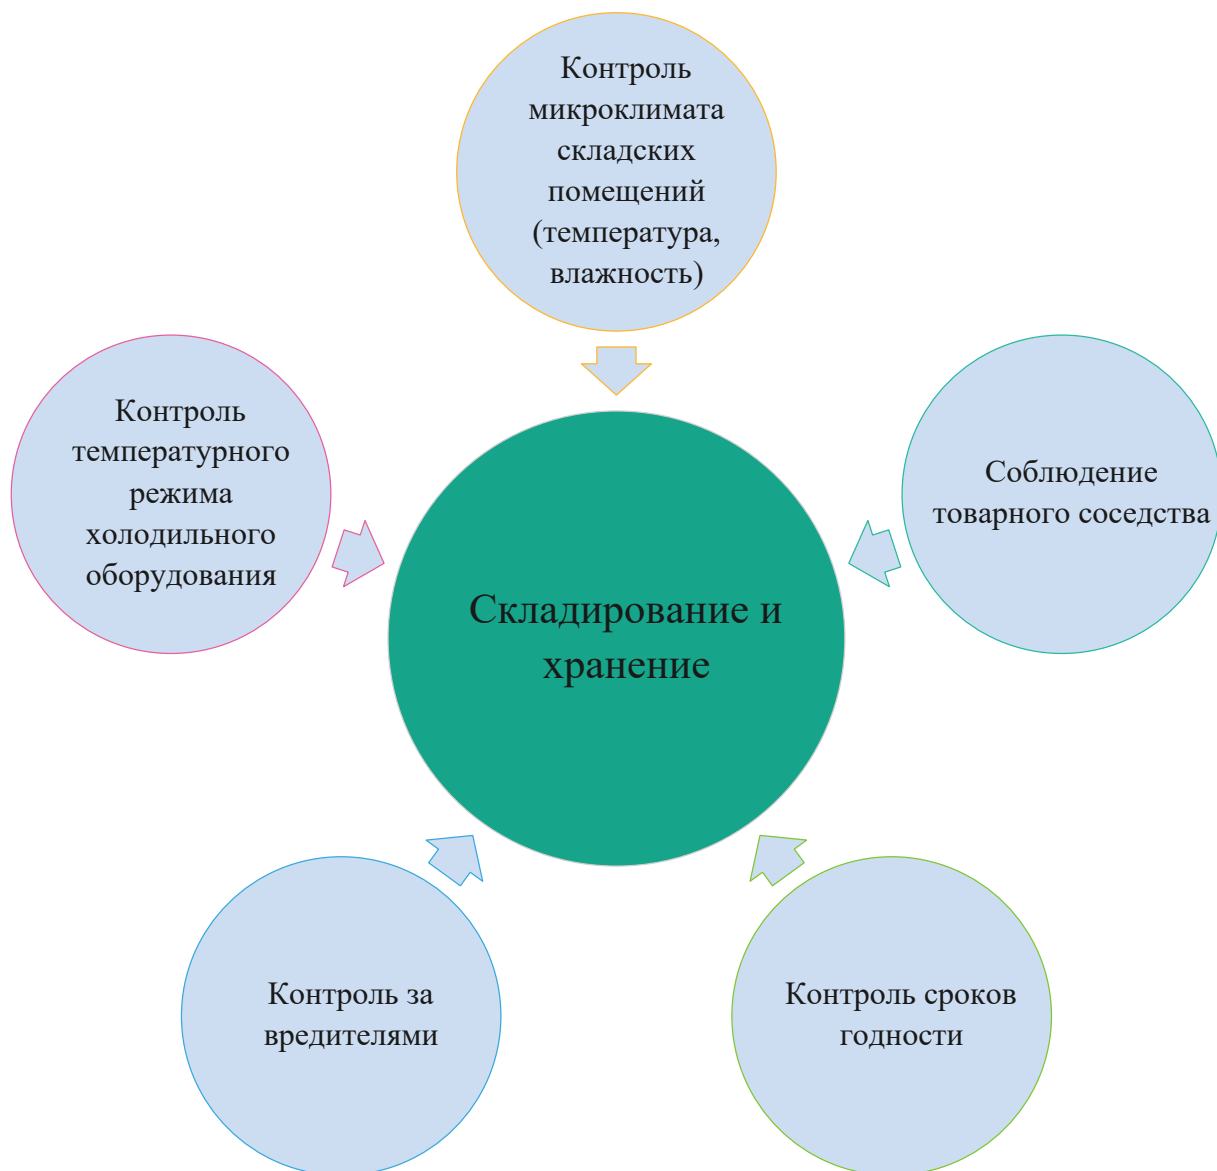 Контроль
микроклимата
складских
помещений
(температура,
влажность)
Контроль
температурного
режима
холодильного
оборудования
Соблюдение
товарного соседства
Складирование и
хранение
Контроль за
вредителями
Контроль сроков
годности